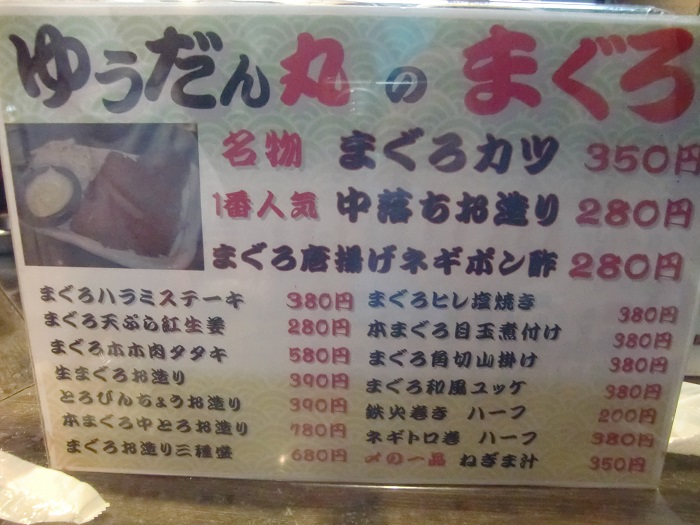 ゆうだん丸のまぐろ
名物 まぐろカツ 350円
1番人気 中落ちお造り 280円
まぐろ唐揚げネギポン酢 280円
まぐろハラミステーキ 380円
まぐろ天ぷら紅生姜 280円
まぐろホホ肉タタキ 580円
生まぐろお造り 390円
とろびんちょうお造り 390円
本まぐろ中とろお造り 780円
まぐろお造り三種盛 680円
まぐろヒレ塩焼き 380円
本まぐろ目玉煮付け 380円
まぐろ角切山掛け 380円
まぐろ和風ユッケ 380円
鉄火巻き ハーフ 200円
ネギトロ巻 ハーフ 380円
〆の一品 ねぎま汁 350円